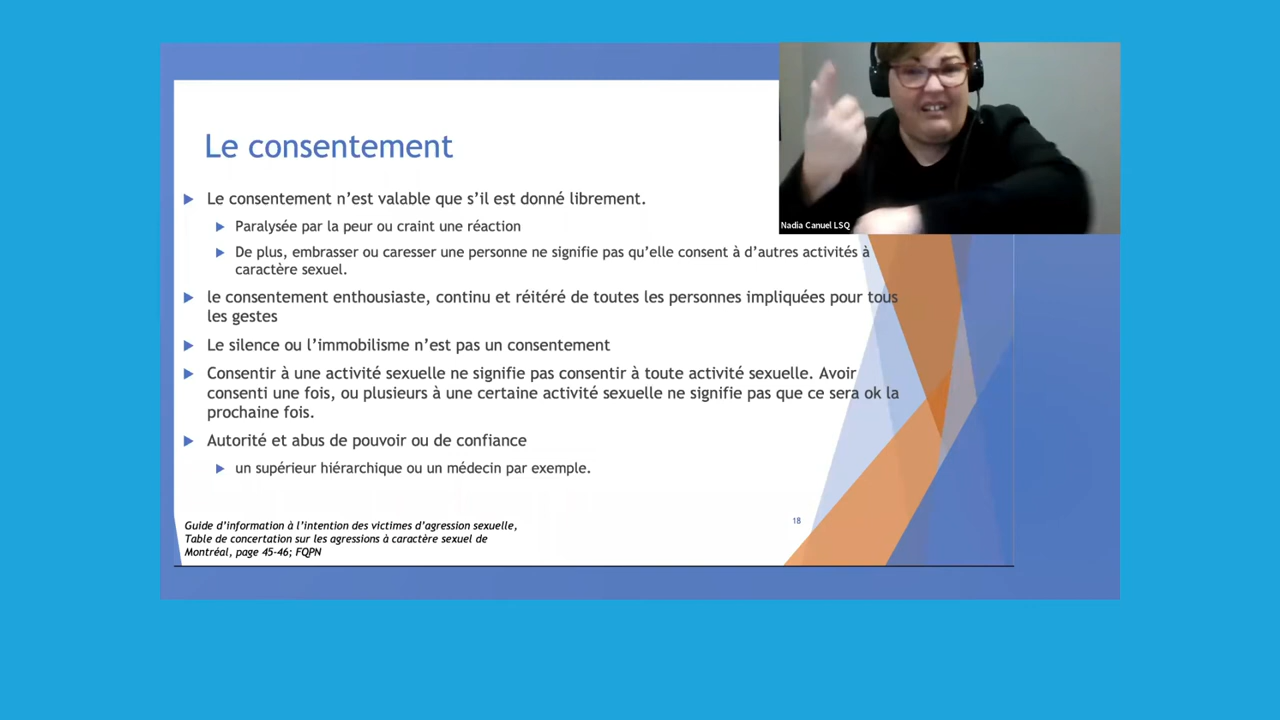 Le consentement
Nadia Canuel LSQ
Le consentement n'est valable que s'il est donné librement.
Paralysée par la peur ou craint une réaction
De plus, embrasser ou caresser une personne ne signifie pas qu'elle consent à d'autres activités à
caractère sexuel.
le consentement enthousiaste, continu et réitéré de toutes les personnes impliquées pour tous
les gestes
Le silence ou l'immobilisme n'est pas un consentement
Consentir à une activité sexuelle ne signifie pas consentir à toute activité sexuelle. Avoir
consenti une fois, ou plusieurs à une certaine activité sexuelle ne signifie pas que ce sera ok la
prochaine fois.
Autorité et abus de pouvoir ou de confiance
un supérieur hiérarchique ou un médecin par exemple.
18
Guide d'information à l'intention des victimes d'agression sexuelle,
Table de concertation sur les agressions à caractère sexuel de
Montréal, page 45-46; FQPN